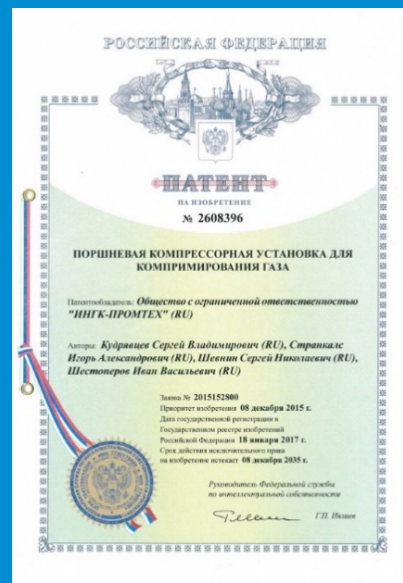 РОССИЙСКАЯ ФЕДЕРАЦИЯ
ПАТЕНТ
НА ИЗОБРЕТЕНИЕ
№ 2608396
ПОРШНЕВАЯ КОМПРЕССОРНАЯ УСТАНОВКА ДЛЯ
КОМПРИМИРОВАНИЯ ГАЗА
Патентообладатель: Общество с ограниченной ответственностью
"ИНГК-ПРОМТЕХ" (RU)
Авторы: Кудрявцев Сергей Владимирович (RU), Странкалс
Игорь Александрович (RU), Шевнин Сергей Николаевич (RU),
Шестоперов Иван Васильевич (RU)
Заявка № 2015152800
Приоритет изобретения 08 декабря 2015 г.
Дата государственной регистрации в
Государственном реестре изобретений
Российской Федерации 18 января 2017 г.
Срок действия исключительного права
на изобретение истекает 08 декабря 2035 г.
Руководитель Федеральной службы
по интеллектуальной собственности
Г.П. Ивлиев